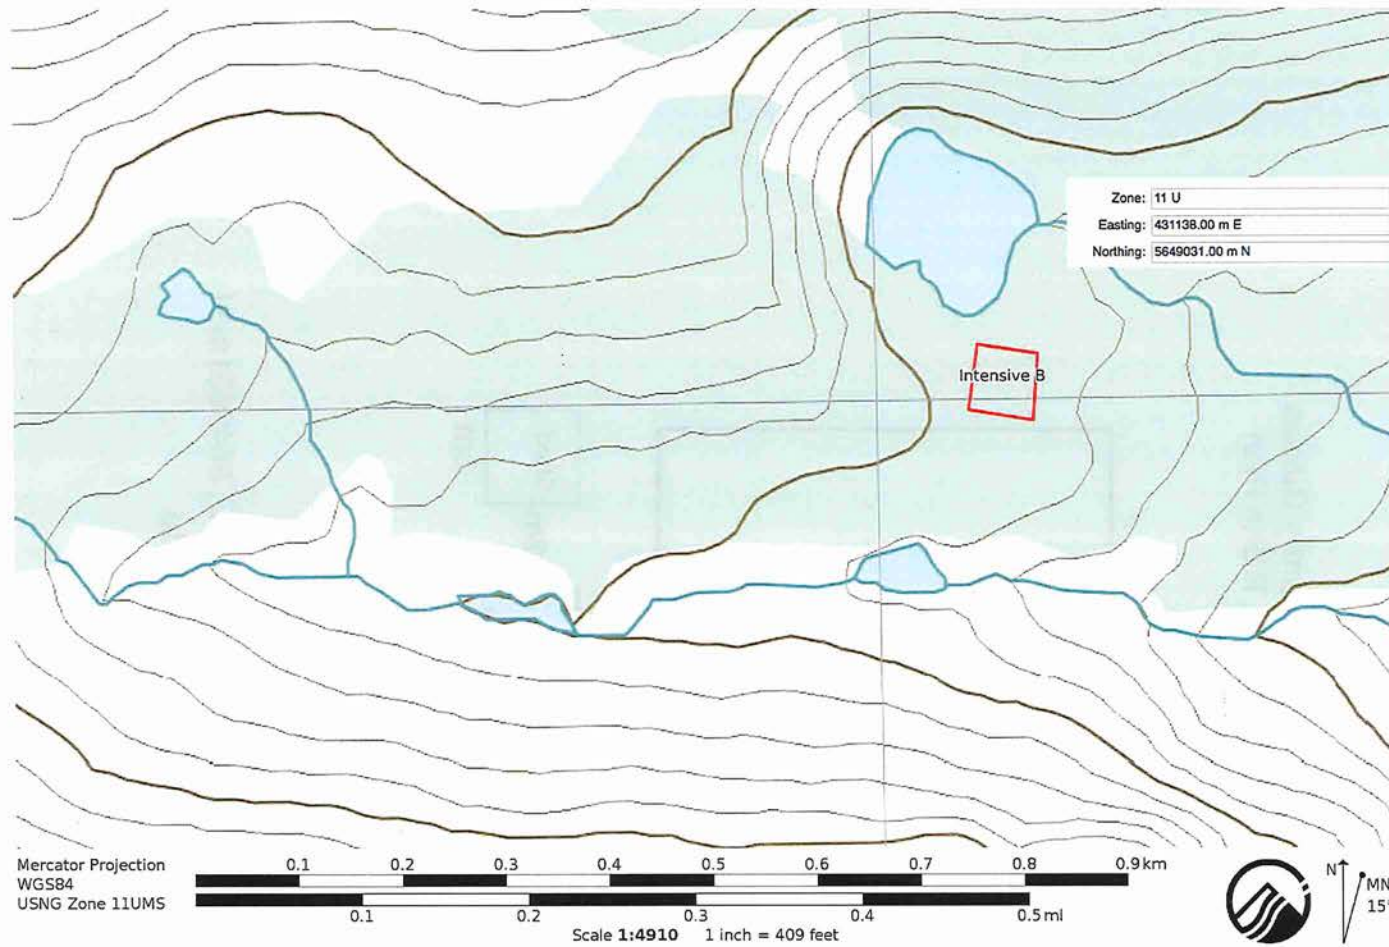 Zone: 11 U
Easting: 431138.00 m E
Northing: 5649031.00 m N
Intensive B
Mercator Projection
WGS84
USNG Zone 11UMS
0.1 0.2 0.3 0.4 0.5 0.6 0.7 0.8 0.9 km
0.1 0.2 0.3 0.4 0.5 mi
Scale 1:4910 1 inch = 409 feet
N
MN
15°